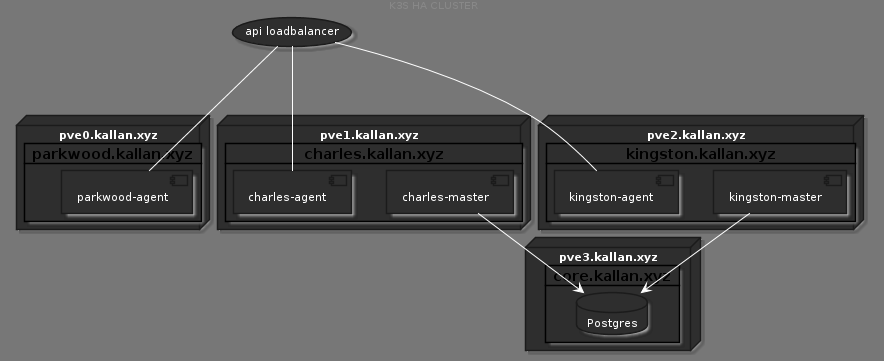 K3S HA CLUSTER
api loadbalancer
pve0.kallan.xyz
parkwood.kallan.xyz
parkwood-agent
pve1.kallan.xyz
charles.kallan.xyz
charles-agent
charles-master
pve2.kallan.xyz
kingston.kallan.xyz
kingston-agent
kingston-master
pve3.kallan.xyz
core.kallan.xyz
Postgres